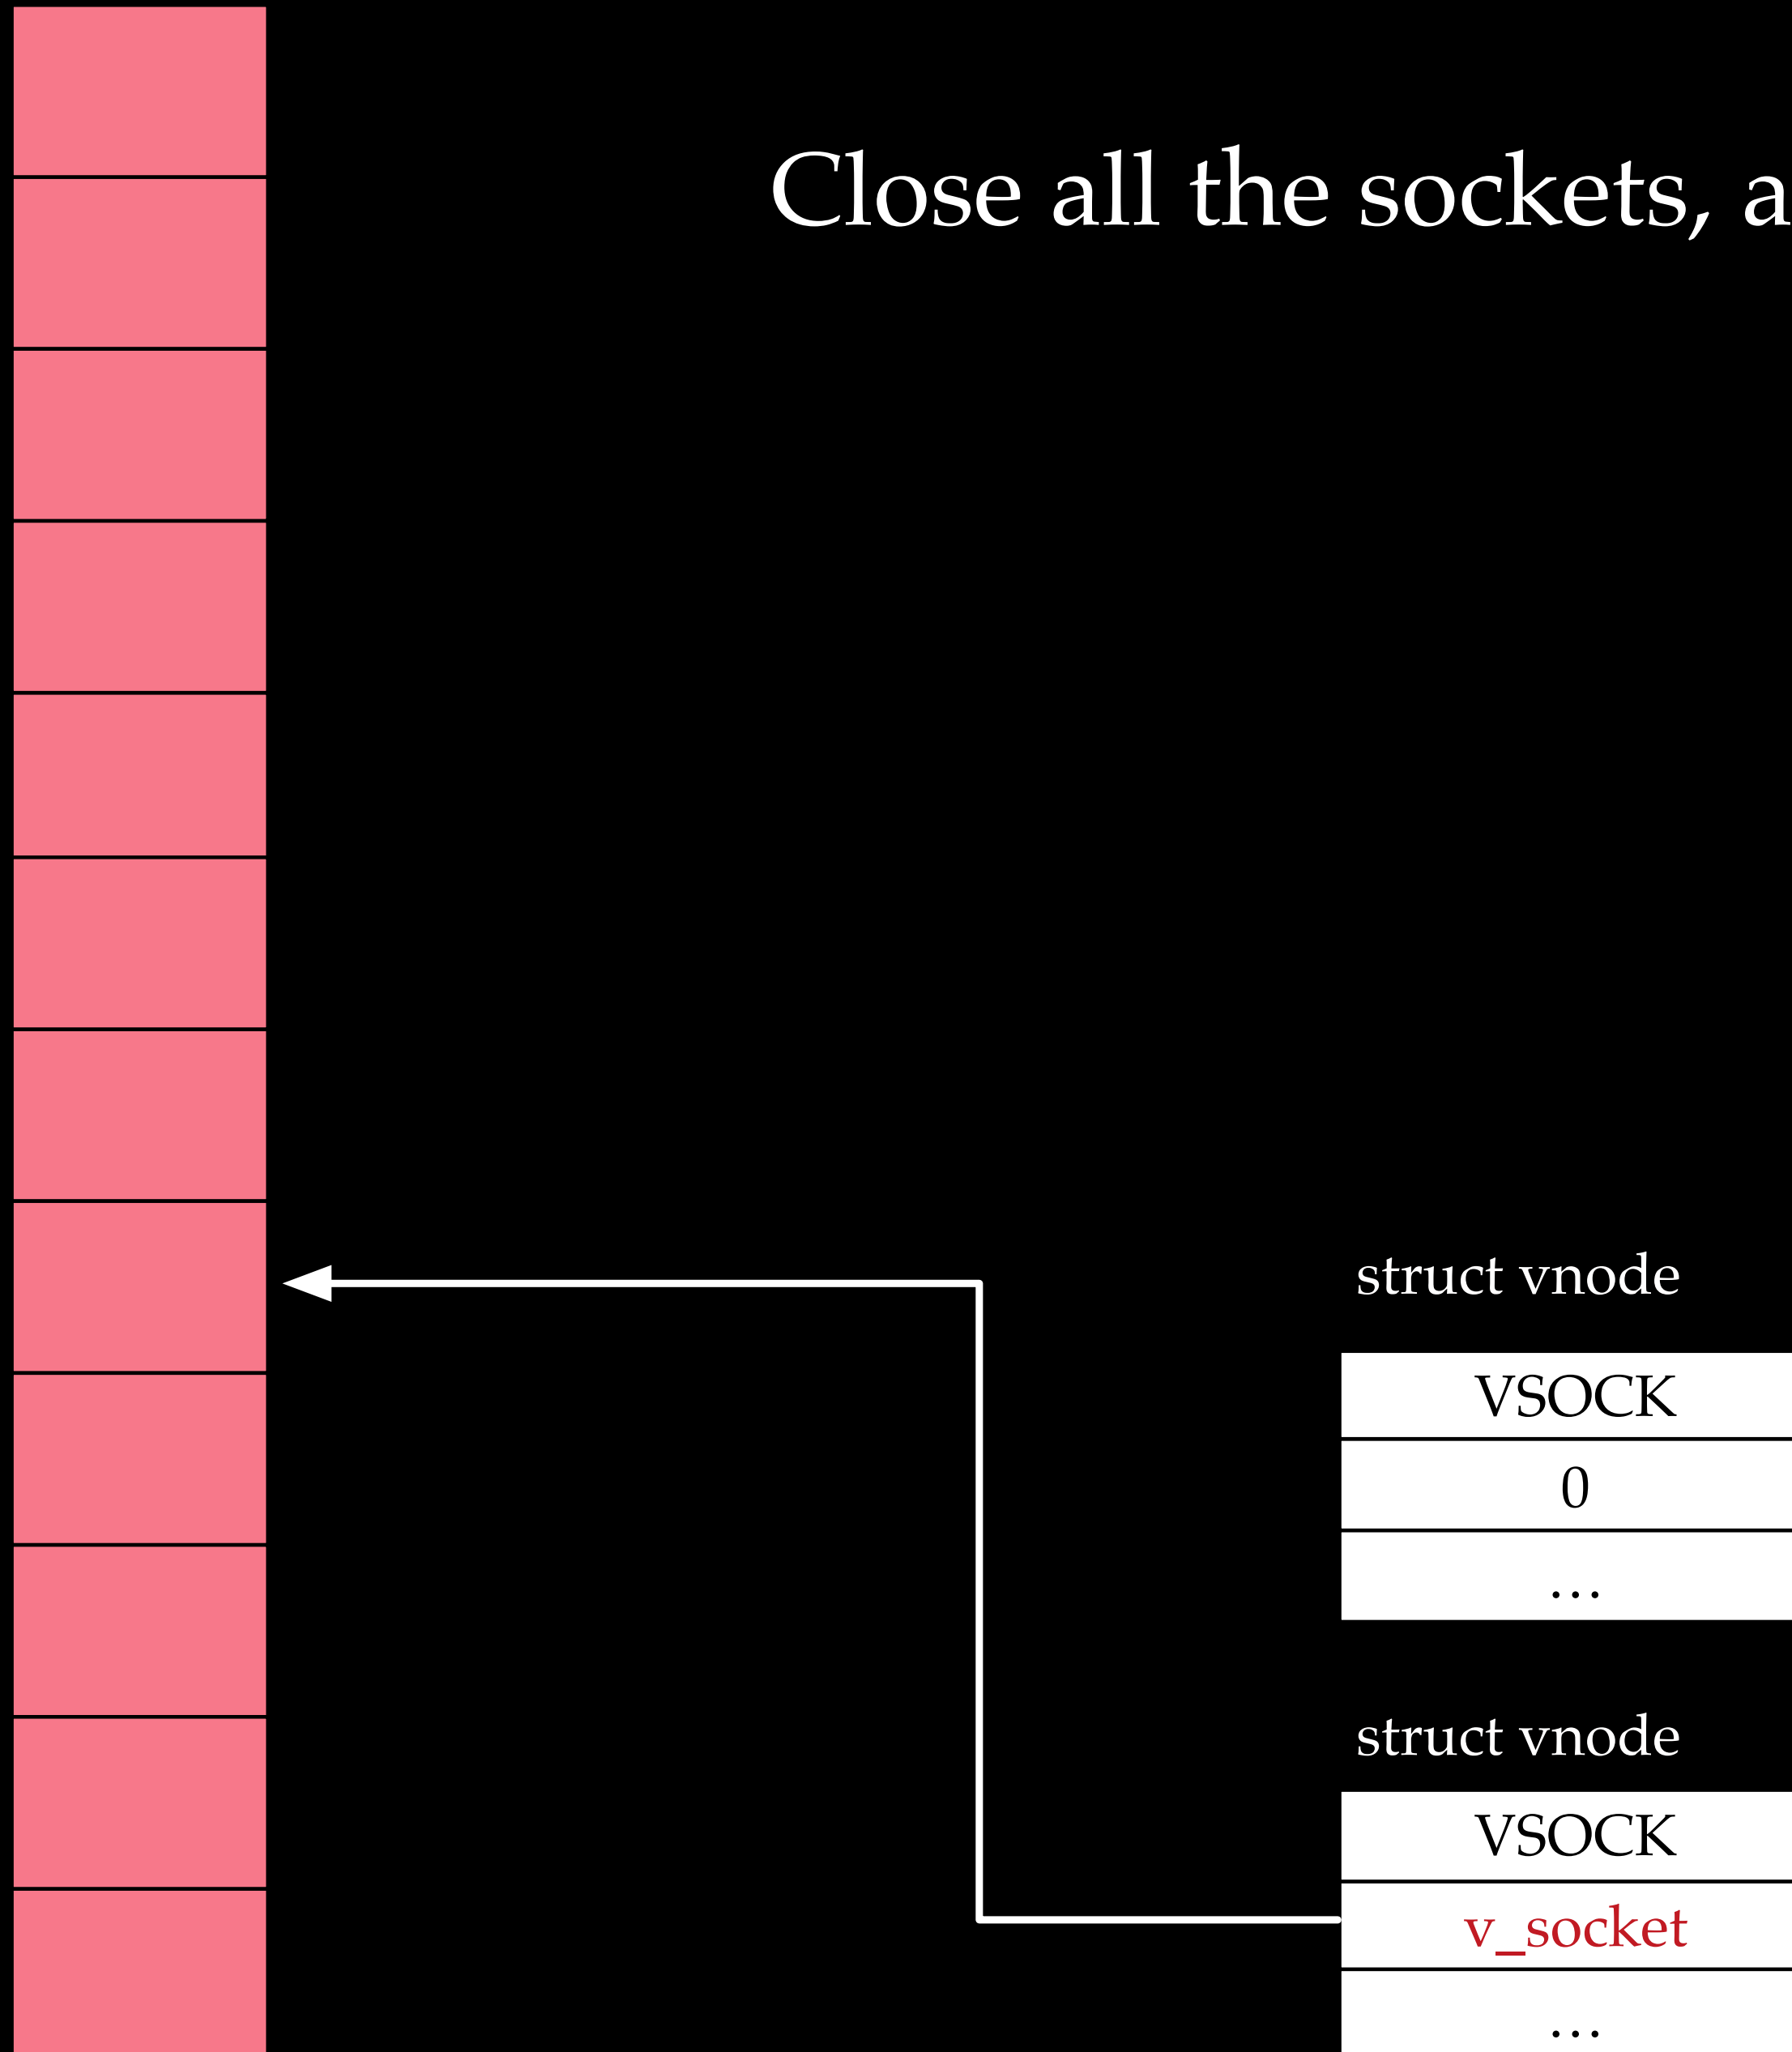 Close all the sockets, a
struct vnode
VSOCK
0
...
struct vnode
VSOCK
v_socket
...